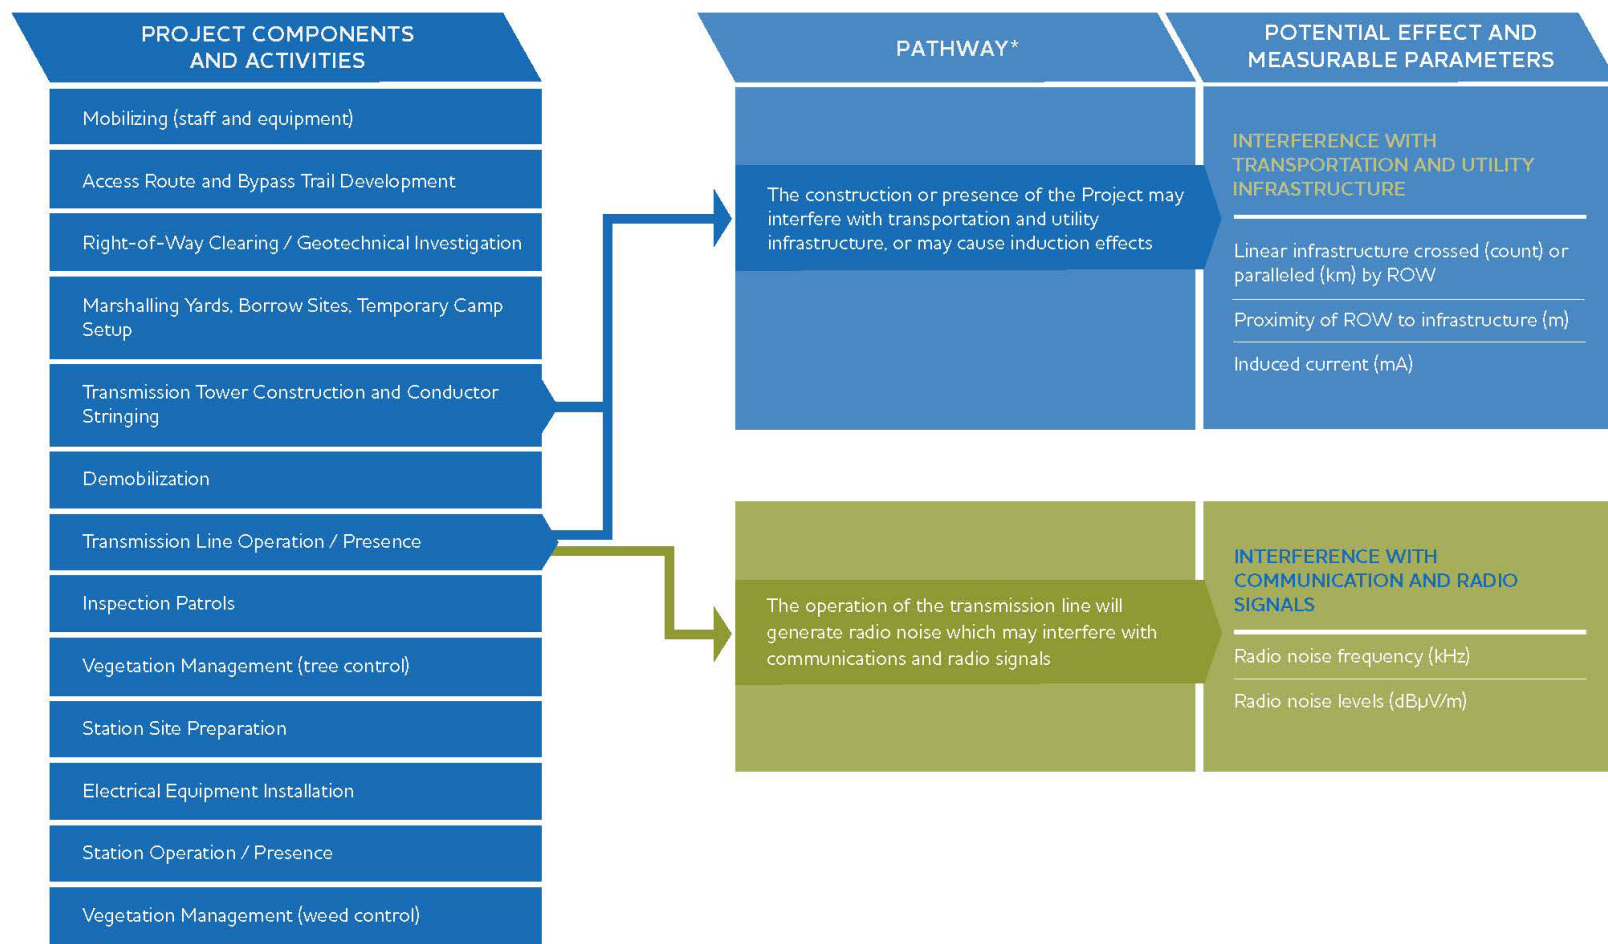 PROJECT COMPONENTS
AND ACTIVITIES
Mobilizing (staff and equipment)
Access Route and Bypass Trail Development
Right-of-Way Clearing / Geotechnical Investigation
Marshalling Yards, Borrow Sites, Temporary Camp
Setup
Transmission Tower Construction and Conductor
Stringing
Demobilization
Transmission Line Operation / Presence
Inspection Patrols
Vegetation Management (tree control)
Station Site Preparation
Electrical Equipment Installation
Station Operation / Presence
Vegetation Management (weed control)
PATHWAY*
The construction or presence of the Project may
interfere with transportation and utility
infrastructure, or may cause induction effects
The operation of the transmission line will
generate radio noise which may interfere with
communications and radio signals
POTENTIAL EFFECT AND
MEASURABLE PARAMETERS
INTERFERENCE WITH
TRANSPORTATION AND UTILITY
INFRASTRUCTURE
Linear infrastructure crossed (count) or
paralleled (km) by ROW
Proximity of ROW to infrastructure (m)
Induced current (mA)
INTERFERENCE WITH
COMMUNICATION AND RADIO
SIGNALS
Radio noise frequency (kHz)
Radio noise levels (dBµV/m)